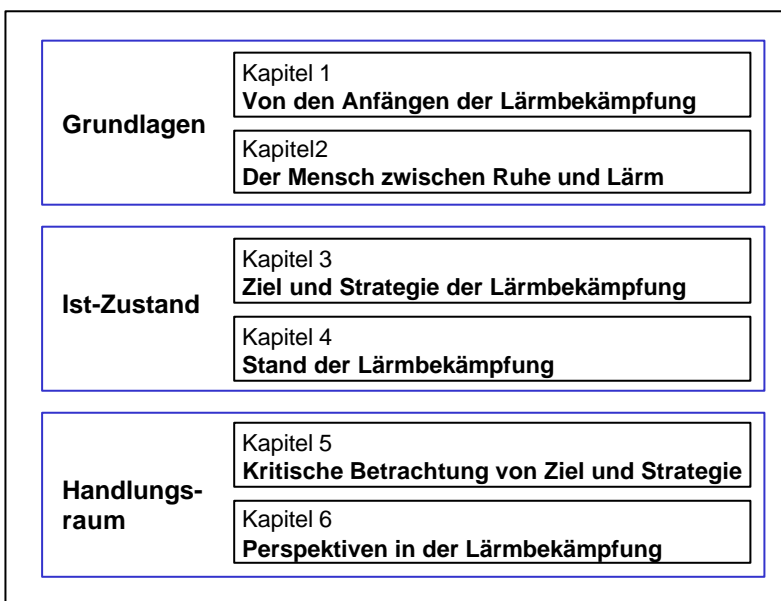 Grundlagen
Kapitel 1
Von den Anfängen der Lärmbekämpfung
Kapitel2
Der Mensch zwischen Ruhe und Lärm
Ist-Zustand
Kapitel 3
Ziel und Strategie der Lärmbekämpfung
Kapitel 4
Stand der Lärmbekämpfung
Handlungs-
raum
Kapitel 5
Kritische Betrachtung von Ziel und Strategie
Kapitel 6
Perspektiven in der Lärmbekämpfung